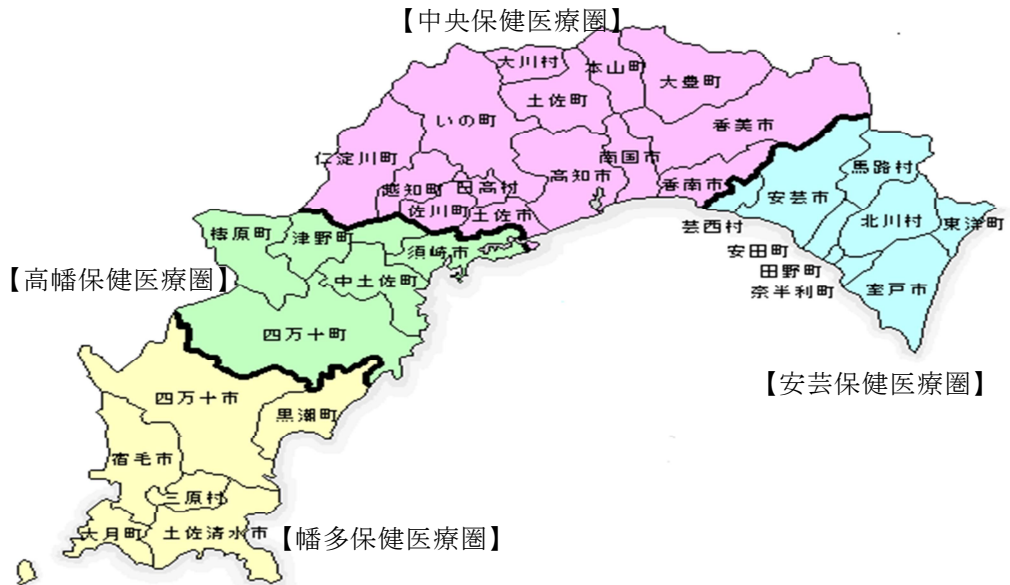 【中央保健医療圏】
大川村
本山町
大豊町
土佐町
いの町
香美市
仁淀川町
南国市
高知市
越知町
日高村
香南市
佐川町
土佐市
馬路村
安芸市
北川村
東洋町
芸西村
安田町
田野町
奈半利町
室戸市
【安芸保健医療圏】
梼原町
津野町
須崎市
中土佐町
【高幡保健医療圏】
四万十町
四万十市
黒潮町
宿毛市
三原村
大月町
土佐清水市
【幡多保健医療圏】